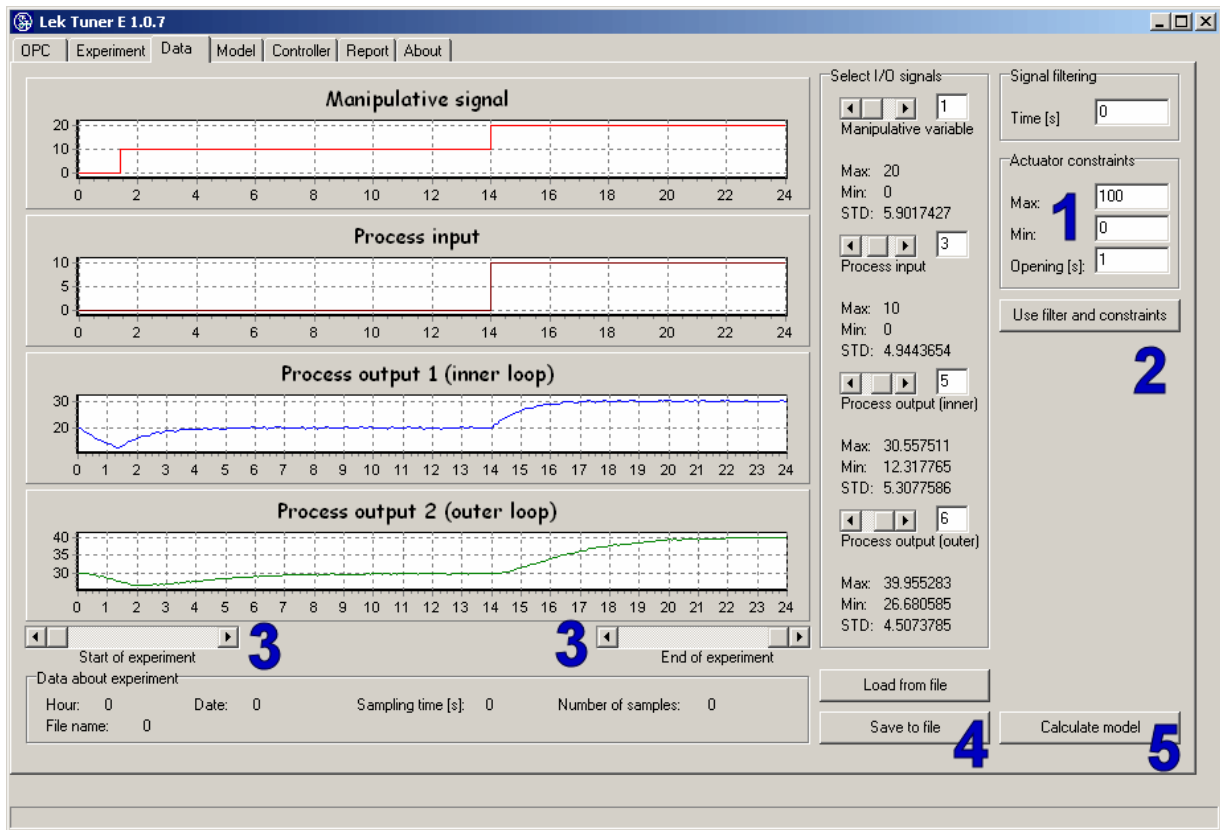 Lek Tuner E 1.0.7
OPC Experiment Data Model Controller Report About
Manipulative signal
20
10
0
0 2 4 6 8 10 12 14 16 18 20 22 24
Process input
10
5
0
0 2 4 6 8 10 12 14 16 18 20 22 24
Process output 1 (inner loop)
30
20
0 1 2 3 4 5 6 7 8 9 10 11 12 13 14 15 16 17 18 19 20 21 22 23 24
Process output 2 (outer loop)
40
35
30
0 1 2 3 4 5 6 7 8 9 10 11 12 13 14 15 16 17 18 19 20 21 22 23 24
3 3
Start of experiment End of experiment
Data about experiment
Hour: 0 Date: 0 Sampling time [s]: 0 Number of samples: 0
File name: 0
Select I/O signals
1
Manipulative variable
Max: 20
Min: 0
STD: 5.9017427
3
Process input
Max: 10
Min: 0
STD: 4.9443654
5
Process output (inner)
Max: 30.557511
Min: 12.317765
STD: 5.3077586
6
Process output (outer)
Max: 39.955283
Min: 26.680585
STD: 4.5073785
Load from file
Save to file 4
Signal filtering
Time [s] 0
Actuator constraints
Max: 1 100
Min: 0
Opening [s]: 1
Use filter and constraints
2
Calculate model 5